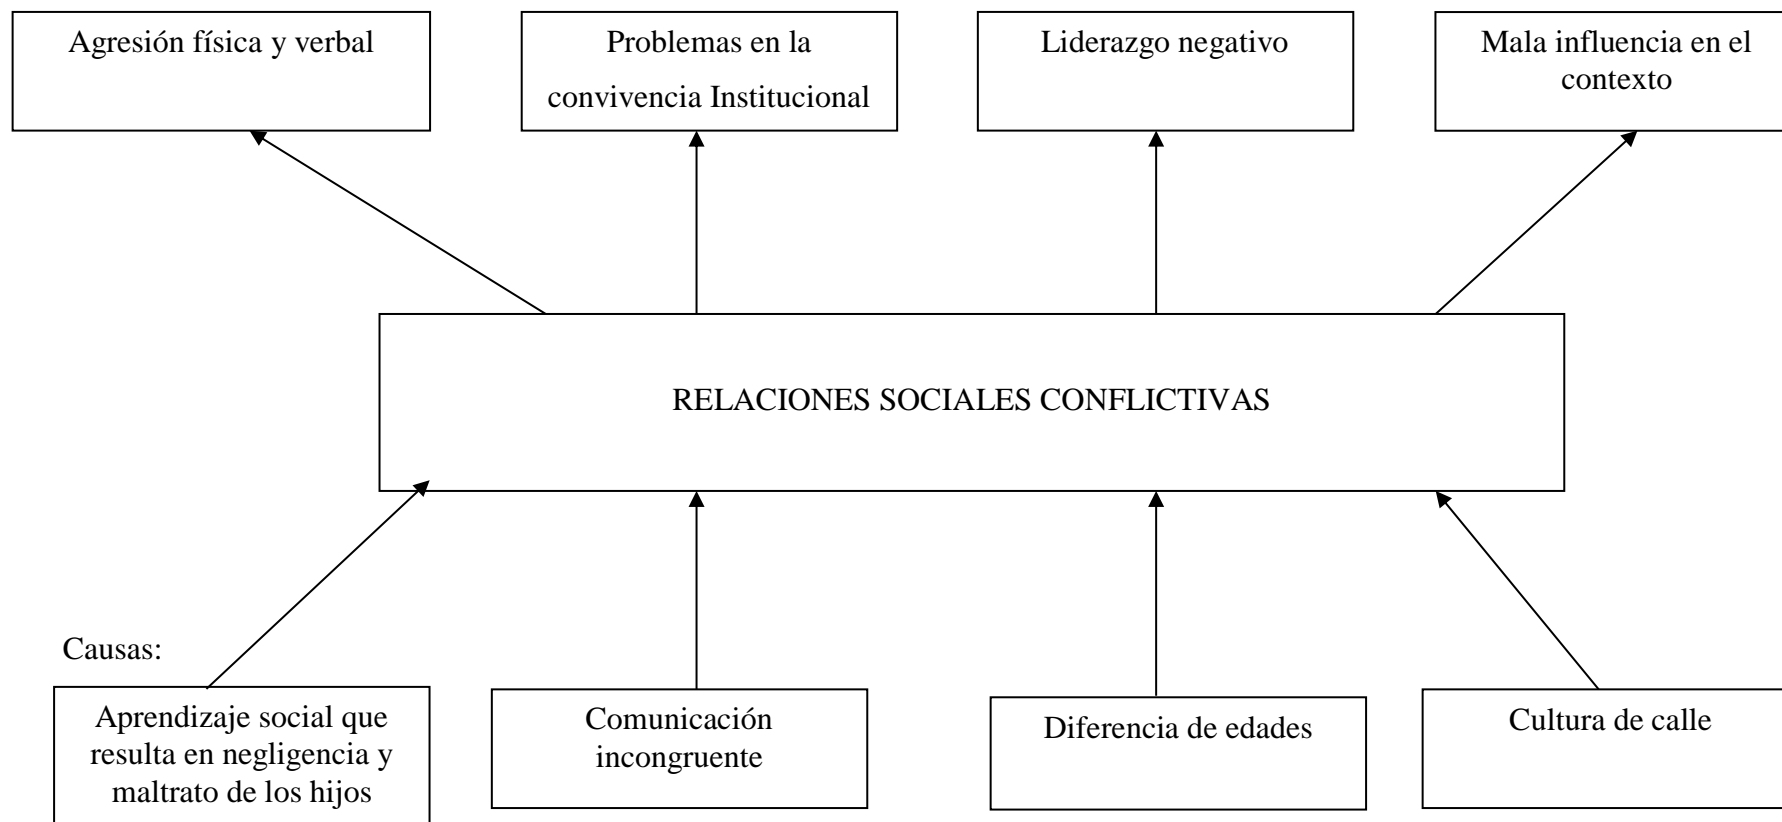 Agresión física y verbal
Problemas en la
convivencia Institucional
Liderazgo negativo
Mala influencia en el
contexto
RELACIONES SOCIALES CONFLICTIVAS
Causas:
Aprendizaje social que
resulta en negligencia y
maltrato de los hijos
Comunicación
incongruente
Diferencia de edades
Cultura de calle